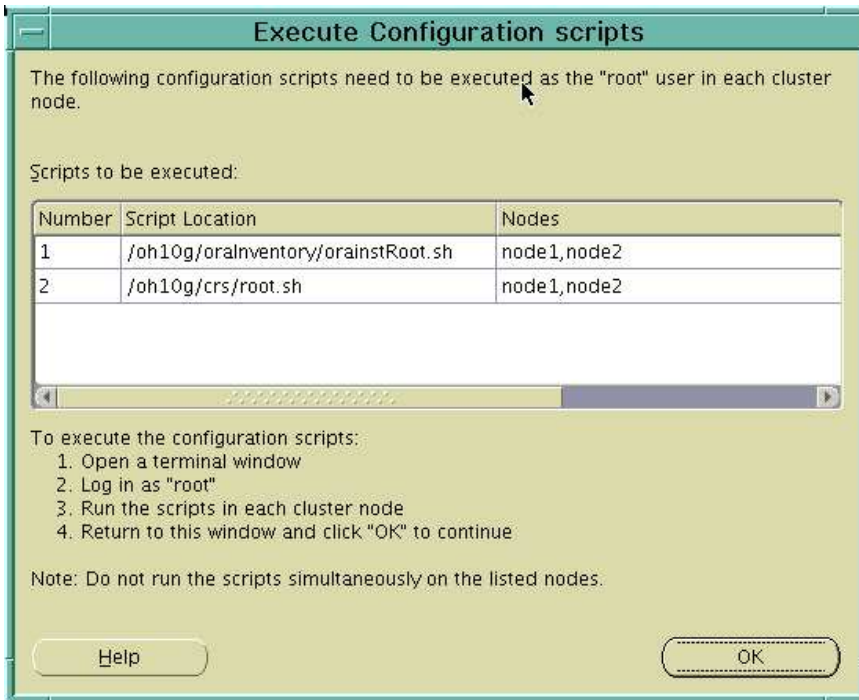 Execute Configuration scripts
The following configuration scripts need to be executed as the "root" user in each cluster
node.
Scripts to be executed:
Number Script Location Nodes
1 /oh10g/oraInventory/orainstRoot.sh node1,node2
2 /oh10g/crs/root.sh node1,node2
To execute the configuration scripts:
1. Open a terminal window
2. Log in as "root"
3. Run the scripts in each cluster node
4. Return to this window and click "OK" to continue
Note: Do not run the scripts simultaneously on the listed nodes.
Help OK